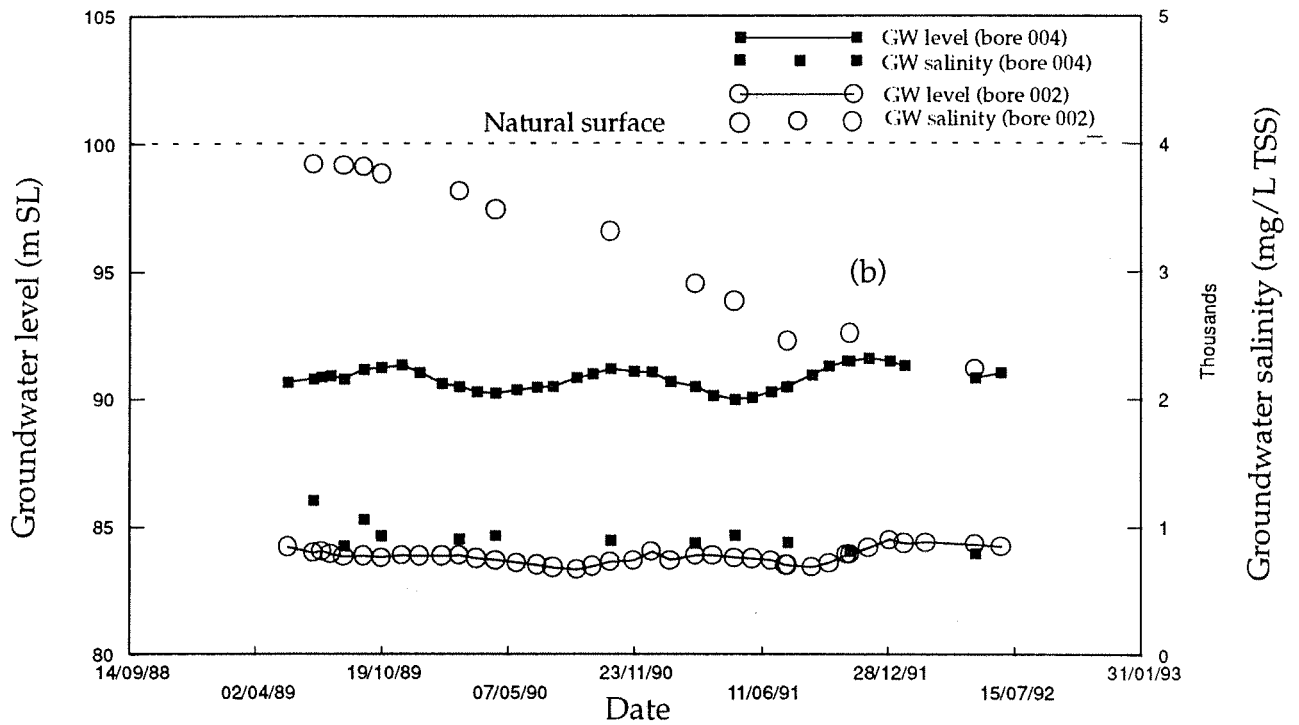 105
5
GW level (bore 004)
GW salinity (bore 004)
GW level (bore 002)
GW salinity (bore 002)
Natural surface
100
4
95
3
(b)
90
2
85
1
80
0
Groundwater level (m SL)
Thousands
Groundwater salinity (mg/L TSS)
14/09/88
19/10/89
23/11/90
28/12/91
31/01/93
02/04/89
07/05/90
11/06/91
15/07/92
Date